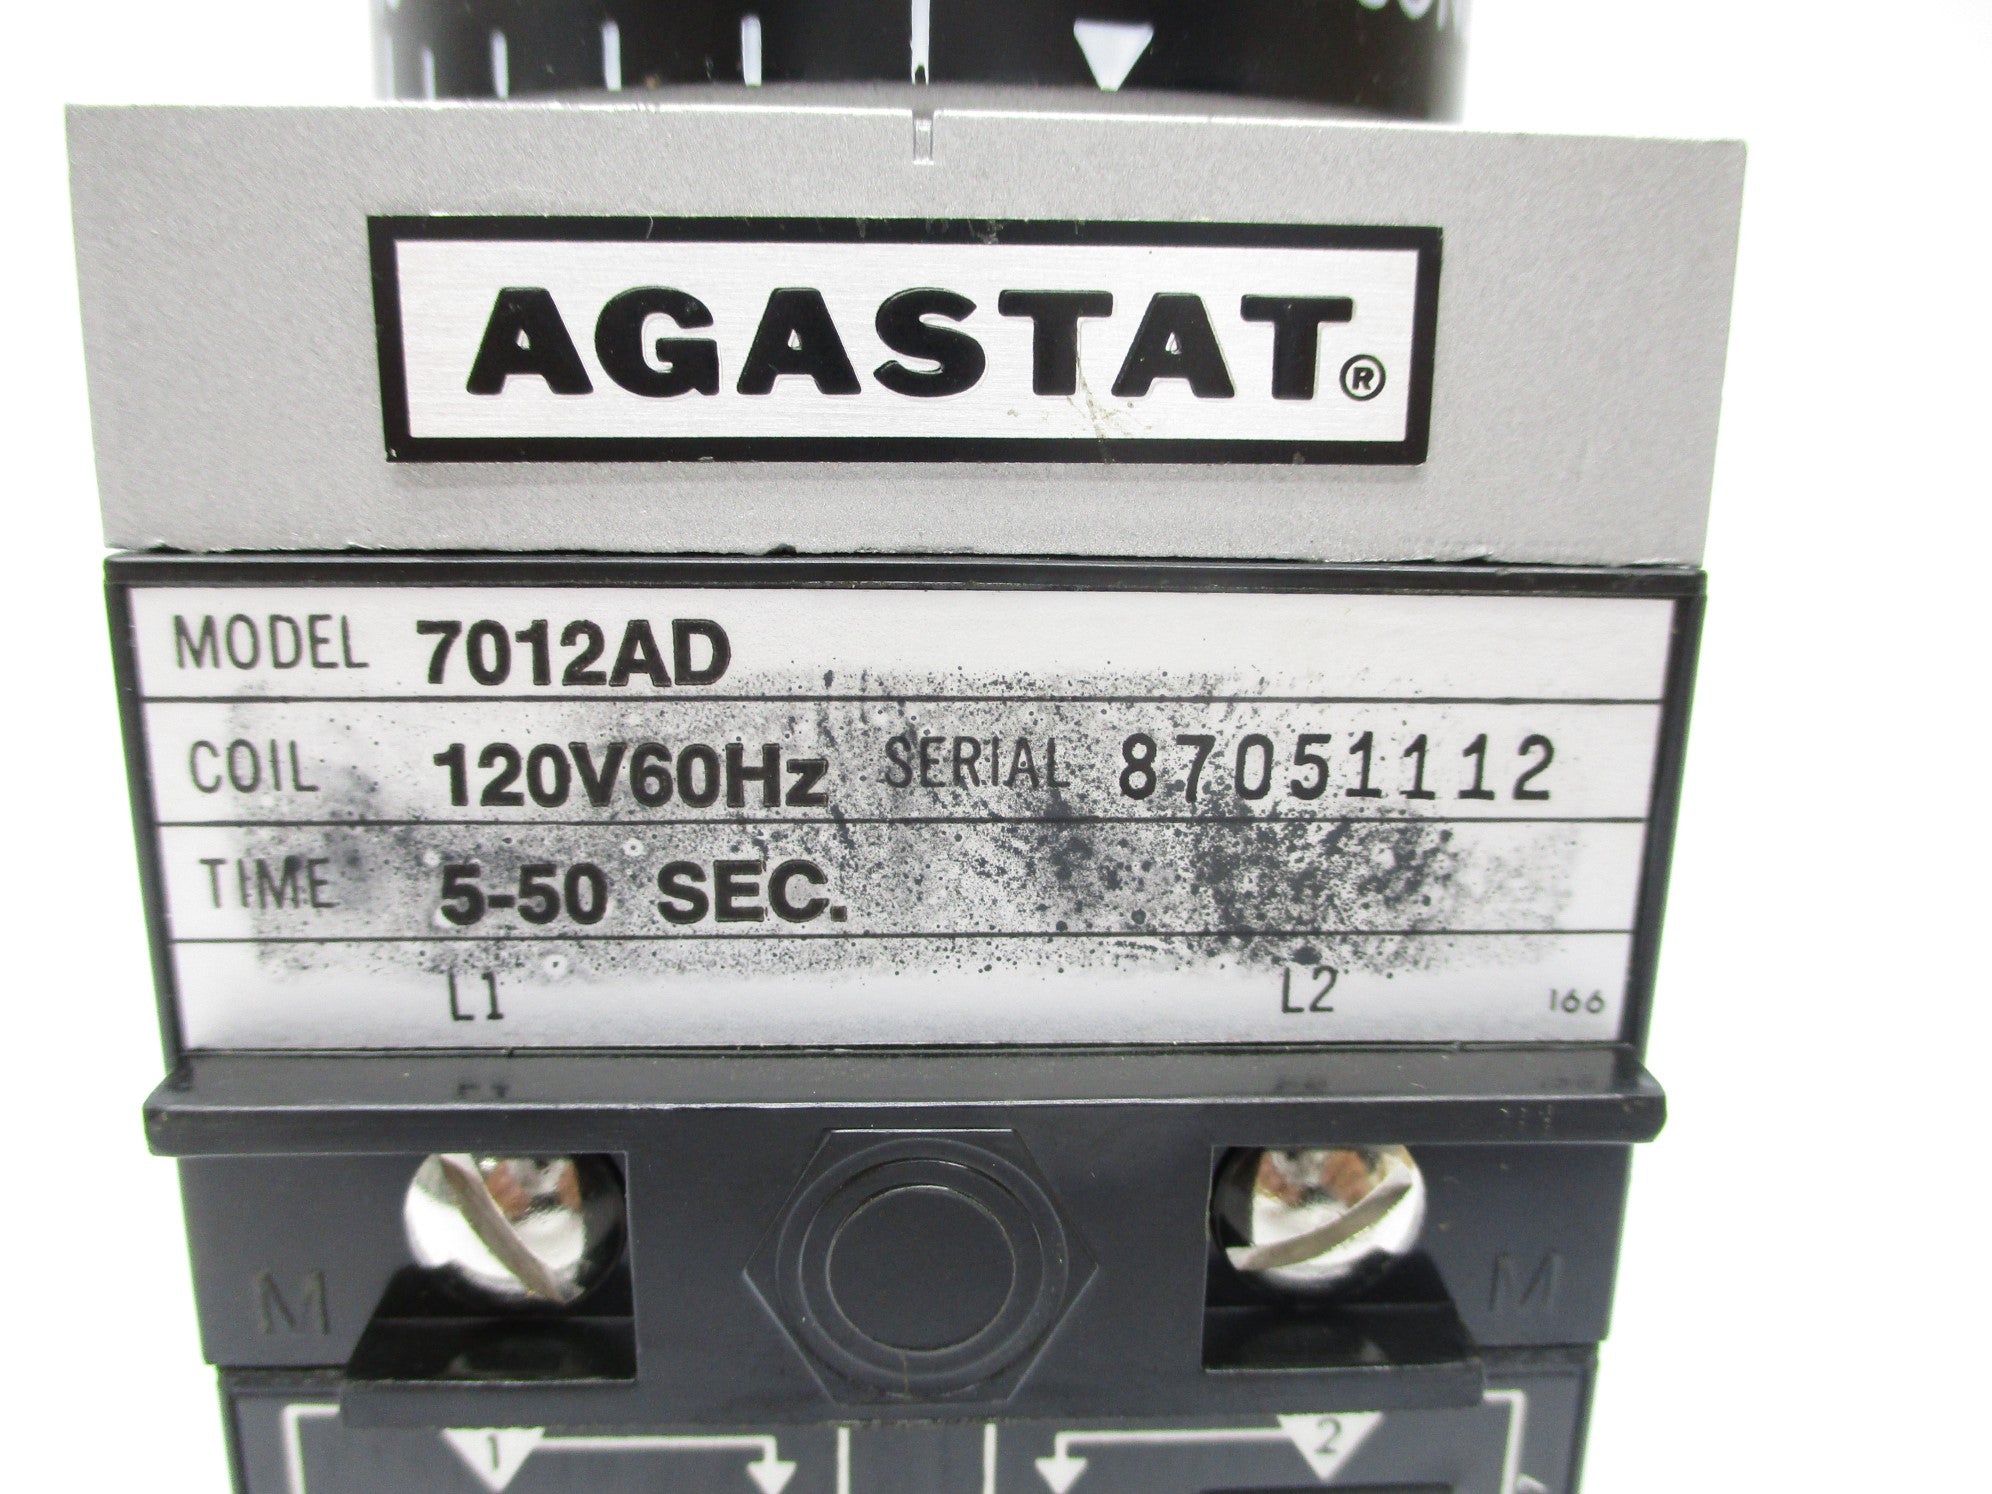 AGASTAT®
MODEL 7012AD
COIL 120V60Hz SERIAL 87051112
TIME 5-50 SEC.
L1 L2 166
M M
1 2